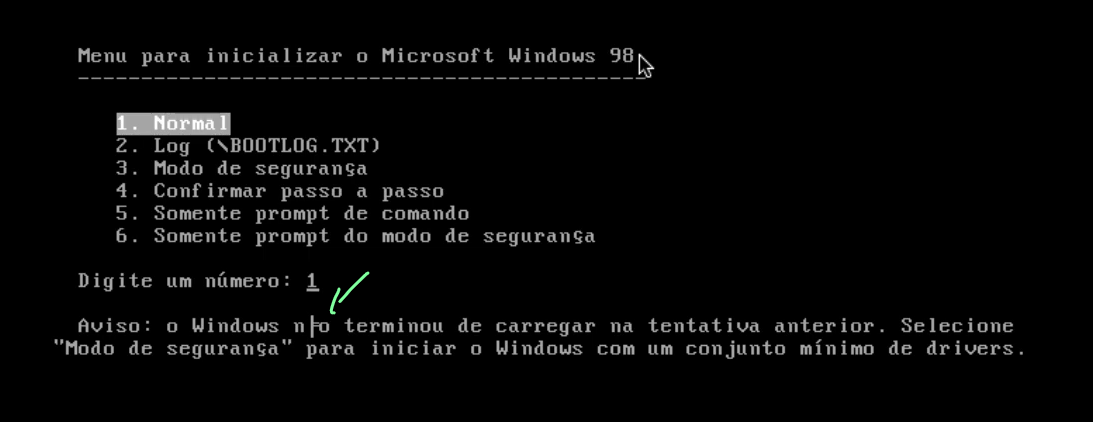 Menu para inicializar o Microsoft Windows 98
--------------------------------------------
1. Normal
2. Log (\BOOTLOG.TXT)
3. Modo de segurança
4. Confirmar passo a passo
5. Somente prompt de comando
6. Somente prompt do modo de segurança
Digite um número: 1
Aviso: o Windows n╞o terminou de carregar na tentativa anterior. Selecione
"Modo de segurança" para iniciar o Windows com um conjunto mínimo de drivers.